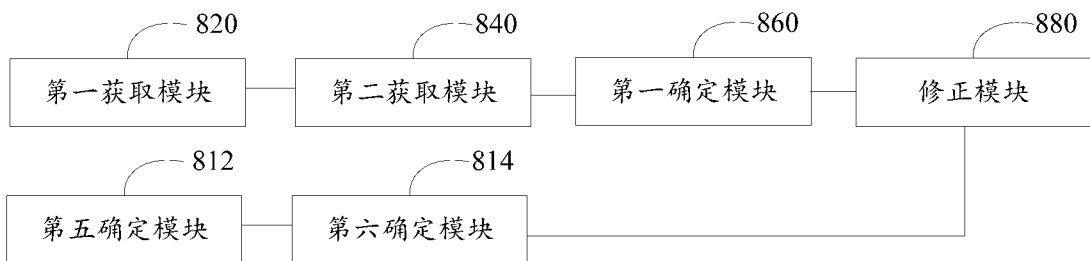 820 840 860 880
第一获取模块 第二获取模块 第一确定模块 修正模块
812 814
第五确定模块 第六确定模块